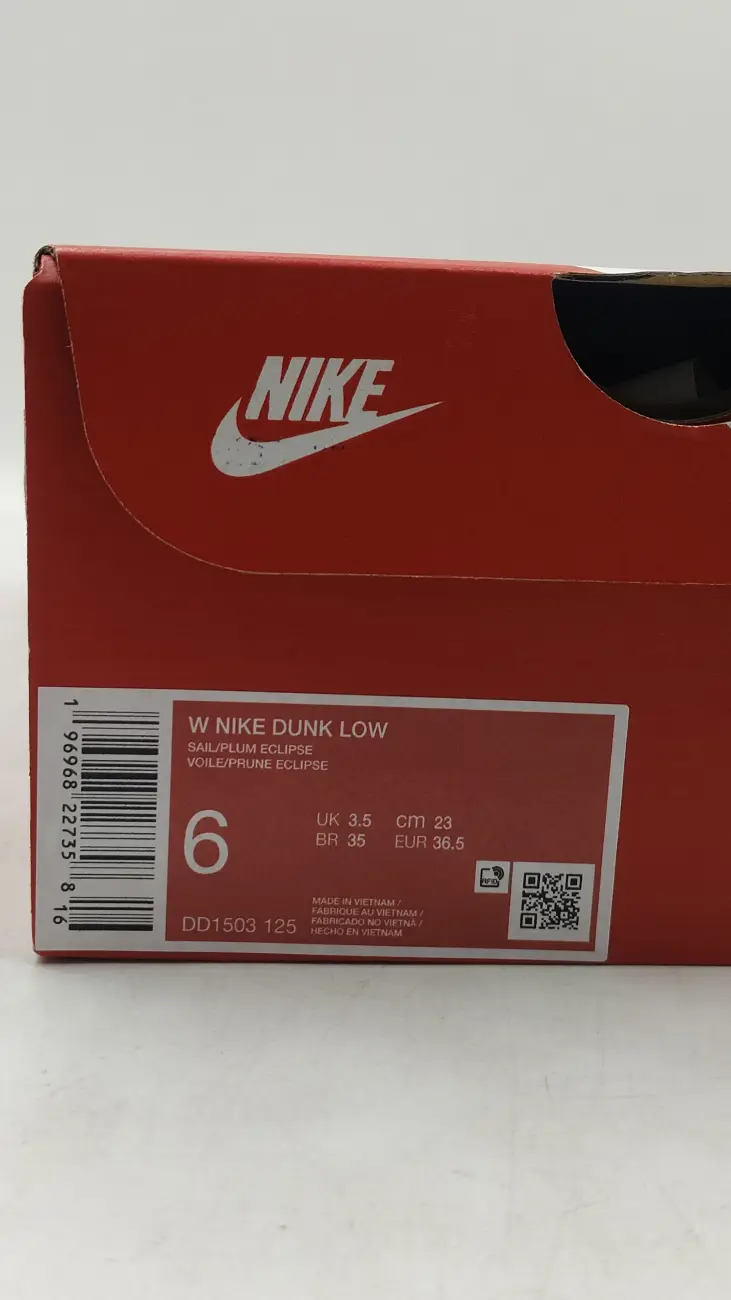 NIKE
1 96968 22735 8 16
W NIKE DUNK LOW
SAIL/PLUM ECLIPSE
VOILE/PRUNE ECLIPSE
6
UK 3.5 cm 23
BR 35 EUR 36.5
RFID
DD1503 125
MADE IN VIETNAM /
FABRIQUE AU VIETNAM /
FABRICADO NO VIETNÃ /
HECHO EN VIETNAM